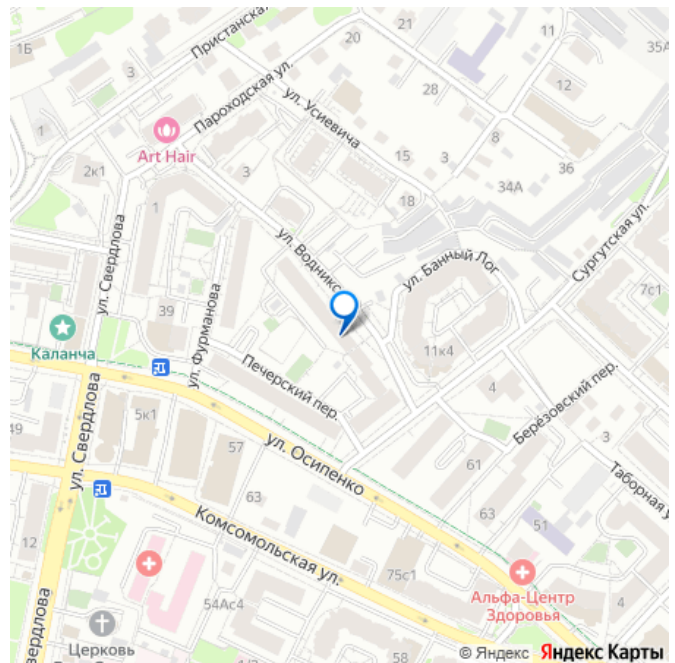 1Б
Пристанская
20
11
35А
3
Пароходская ул.
33
12
28
ул. Усиевича
1
Art Hair
15
3
8
36
2к1
3
34А
18
1
ул. Водников
ул. Банный Лог
Сургутская ул.
ул. Свердлова
7с1
39
ул. Фурманова
Каланча
11к4
Печерский пер.
4
Берёзовский пер.
49
5к1
57
ул. Осипенко
3
ул. Свердлова
61
Таборная у
63
63
51
Комсомольская ул.
12
75с1
Альфа-Центр
Здоровья
54Ас4
4
вердлова
Церковь
58
© Яндекс Яндекс Карты